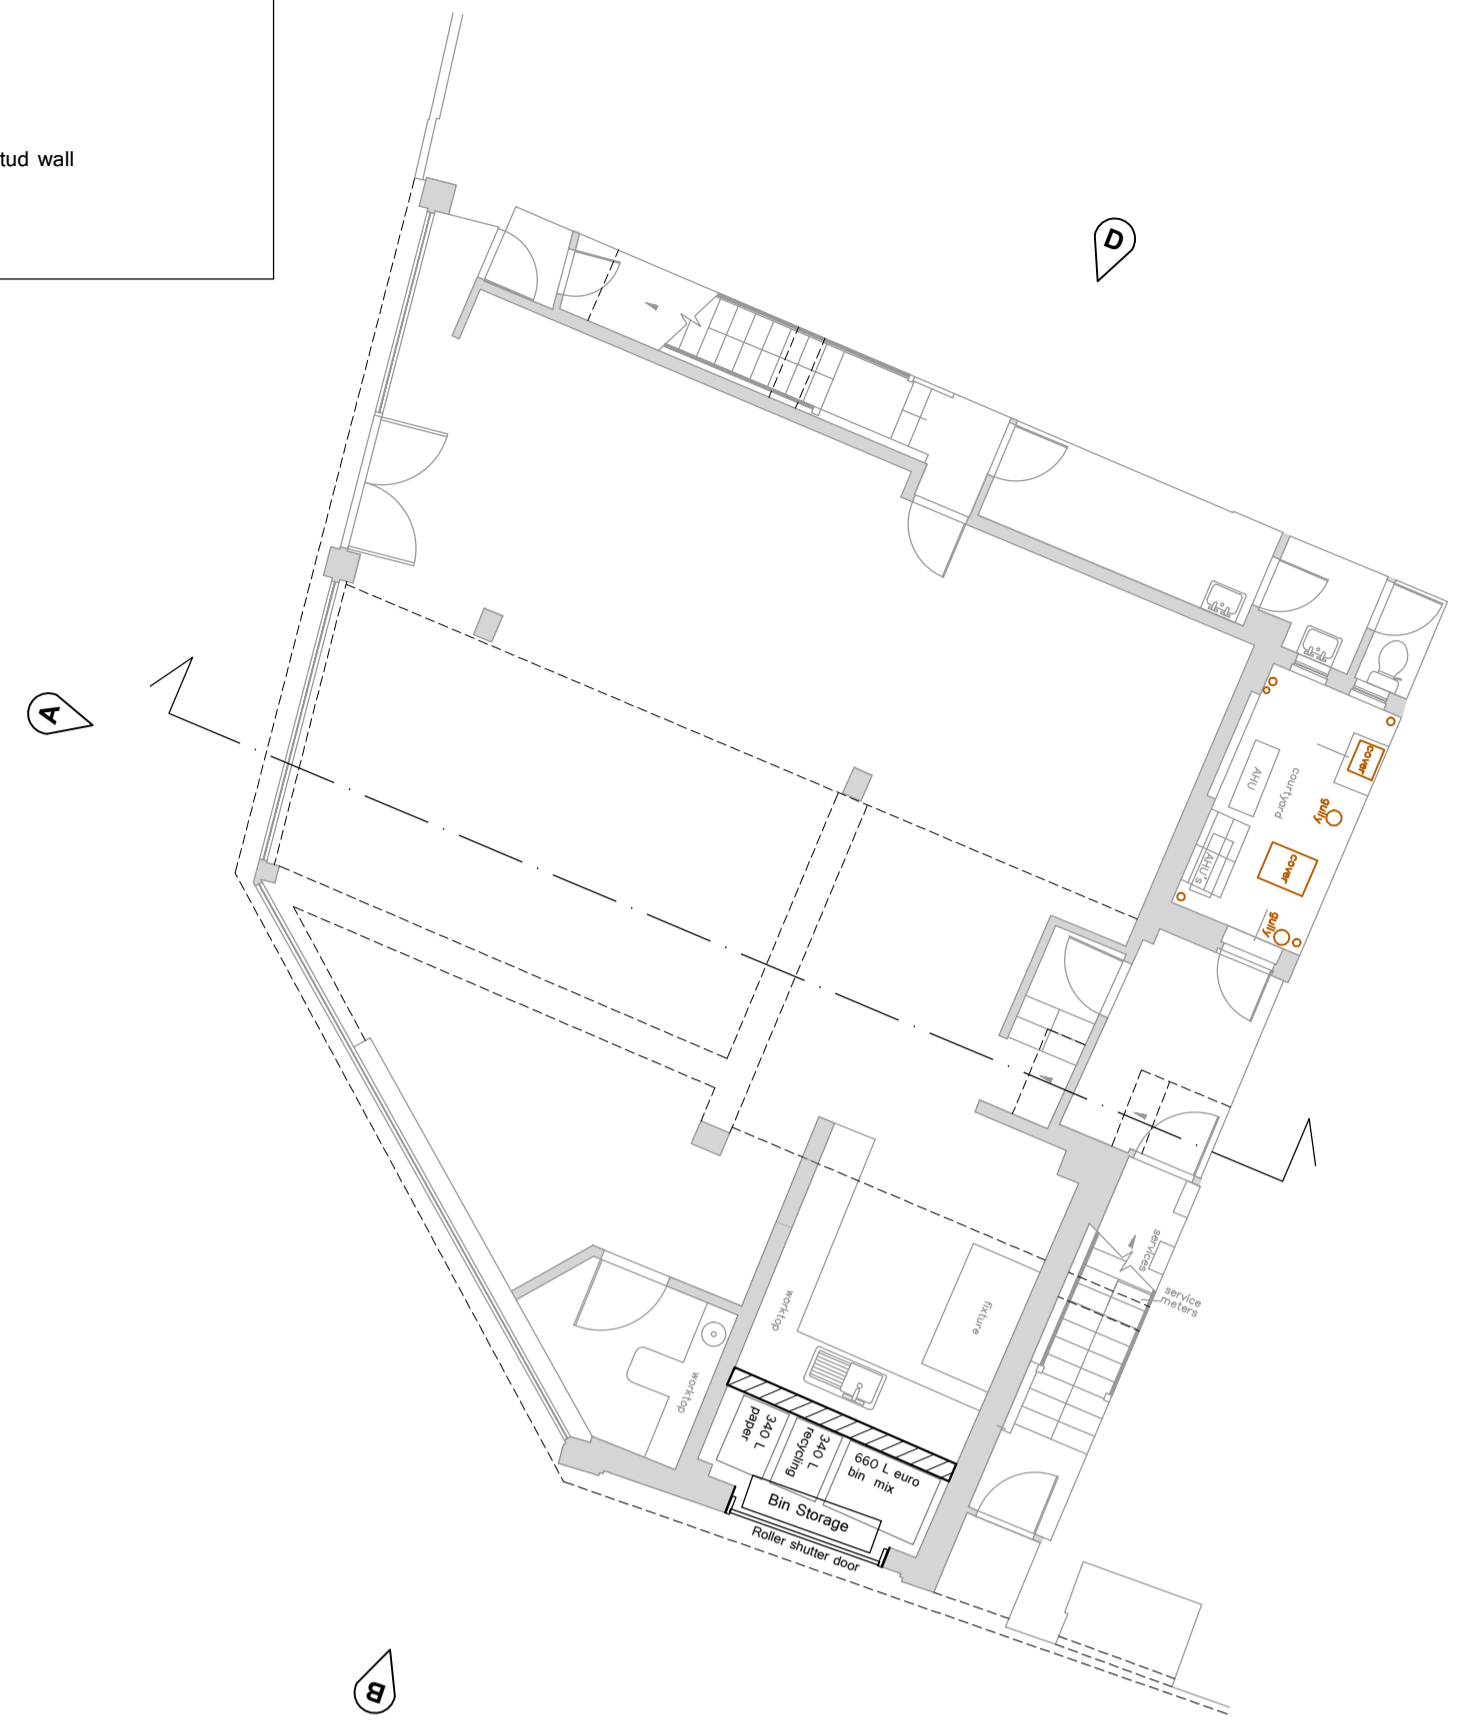 tud wall
D
A
cover
gully
courtyard
AHU
cover
AHU's
gully
services
service
meters
fixture
worktop
worktop
340 L
paper
340 L
recycling
660 L euro
bin mix
Bin Storage
Roller shutter door
B